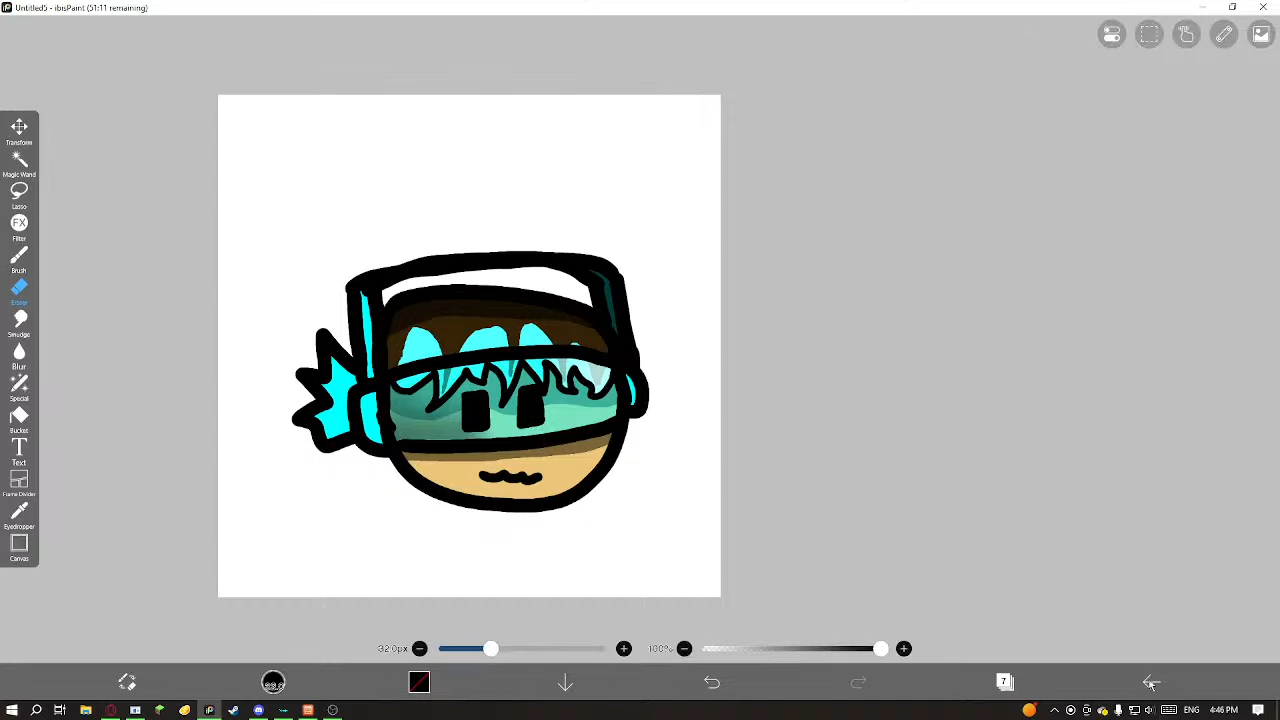 Untitled5 - ibisPaint (51:11 remaining)
Transform
Magic Wand
Lasso
FX
Filter
Brush
Eraser
Smudge
Blur
Special
Bucket
T
Text
Frame Divider
Eyedropper
Canvas
32.0px
100%
7
ENG
4:46 PM